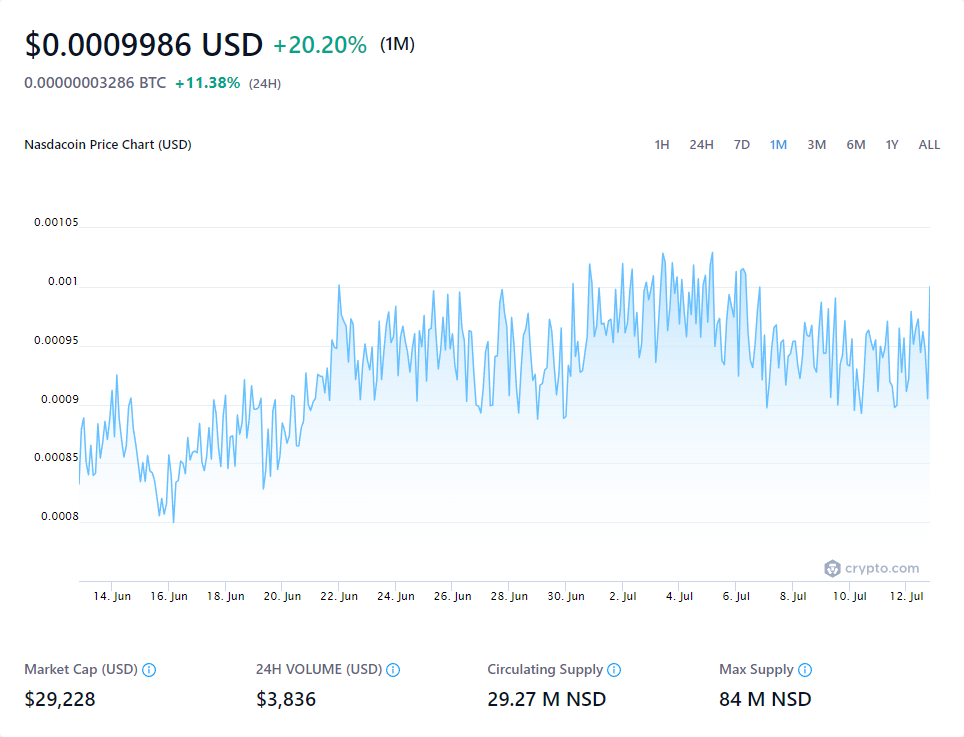 $0.0009986 USD +20.20% (1M)
0.00000003286 BTC +11.38% (24H)
Nasdacoin Price Chart (USD) 1H 24H 7D 1M 3M 6M 1Y ALL
0.00105
0.001
0.00095
0.0009
0.00085
0.0008
crypto.com
14. Jun 16. Jun 18. Jun 20. Jun 22. Jun 24. Jun 26. Jun 28. Jun 30. Jun 2. Jul 4. Jul 6. Jul 8. Jul 10. Jul 12. Jul
Market Cap (USD) 24H VOLUME (USD) Circulating Supply Max Supply
$29,228 $3,836 29.27 M NSD 84 M NSD